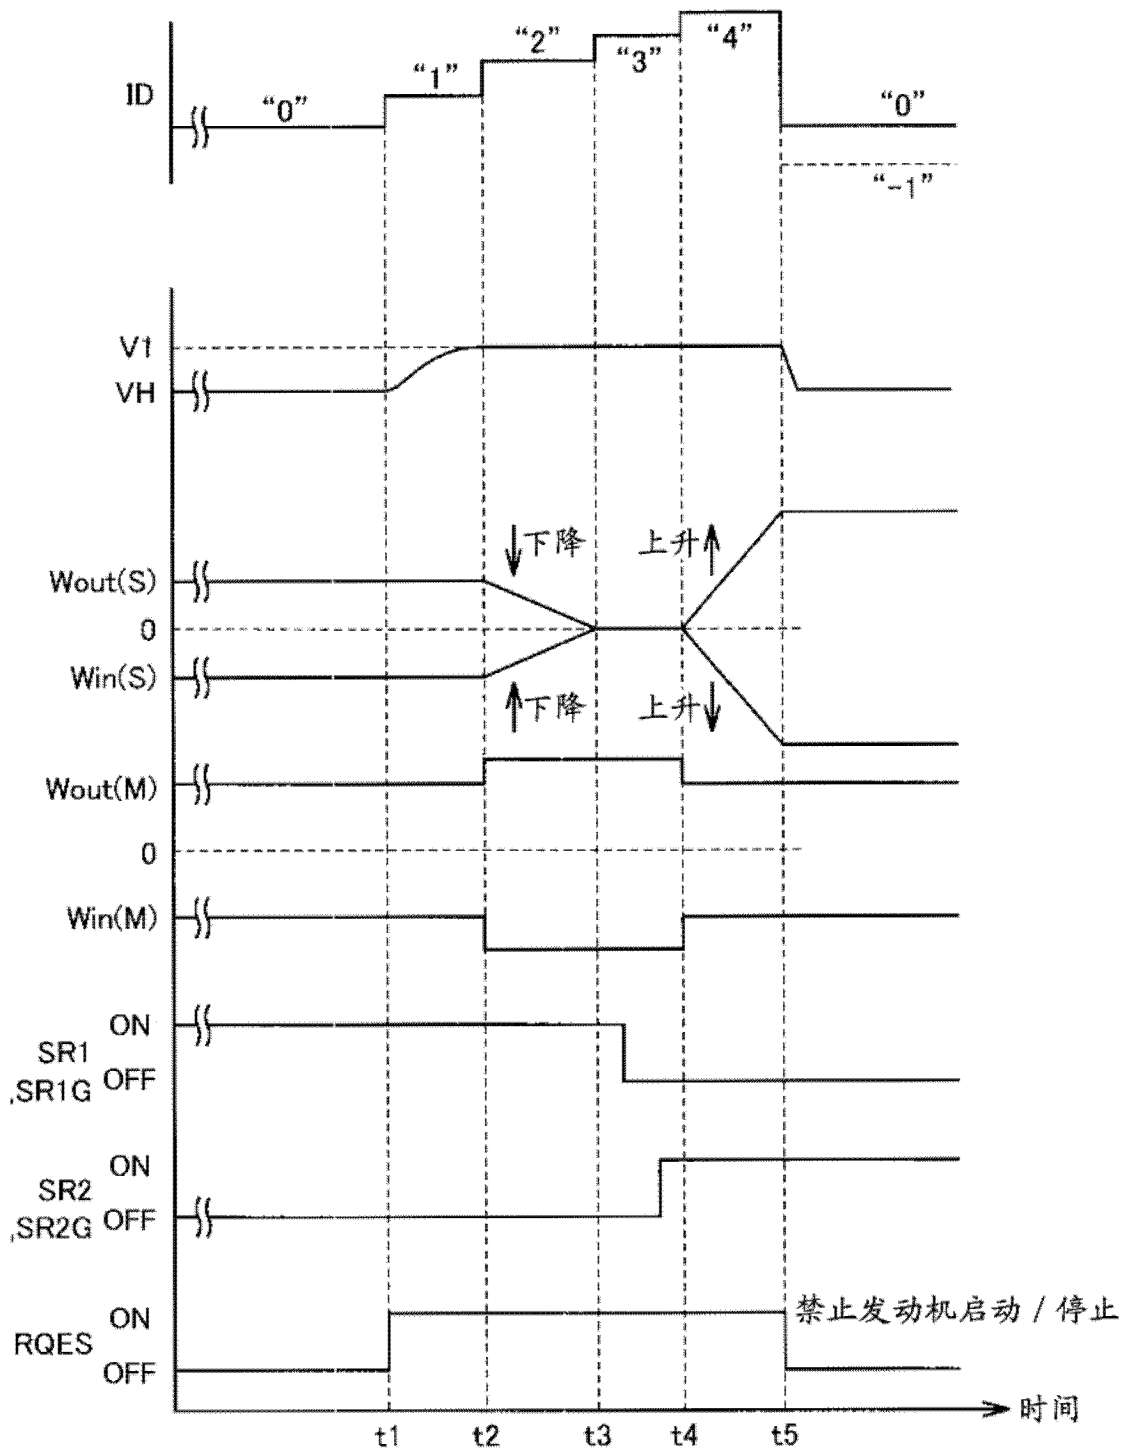 ID
“0”
“1”
“2”
“3”
“4”
“0”
“-1”
V1
VH
Wout(S)
0
Win(S)
下降
上升
下降
上升
Wout(M)
0
Win(M)
ON
SR1
,SR1G
OFF
ON
SR2
,SR2G
OFF
ON
RQES
OFF
禁止发动机启动 / 停止
t1 t2 t3 t4 t5
时间